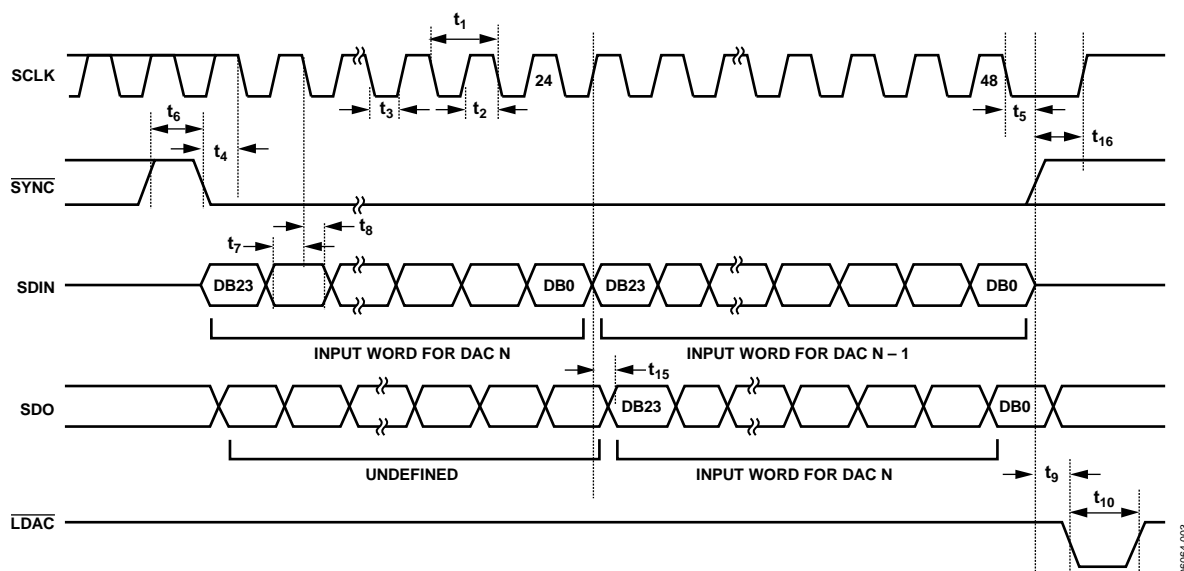 t1
SCLK
24
48
t3
t2
t5
t6
t16
t4
SYNC
t8
t7
SDIN
DB23
DB0
DB23
DB0
INPUT WORD FOR DAC N
INPUT WORD FOR DAC N – 1
t15
SDO
DB23
DB0
UNDEFINED
INPUT WORD FOR DAC N
t9
t10
LDAC
06064-003